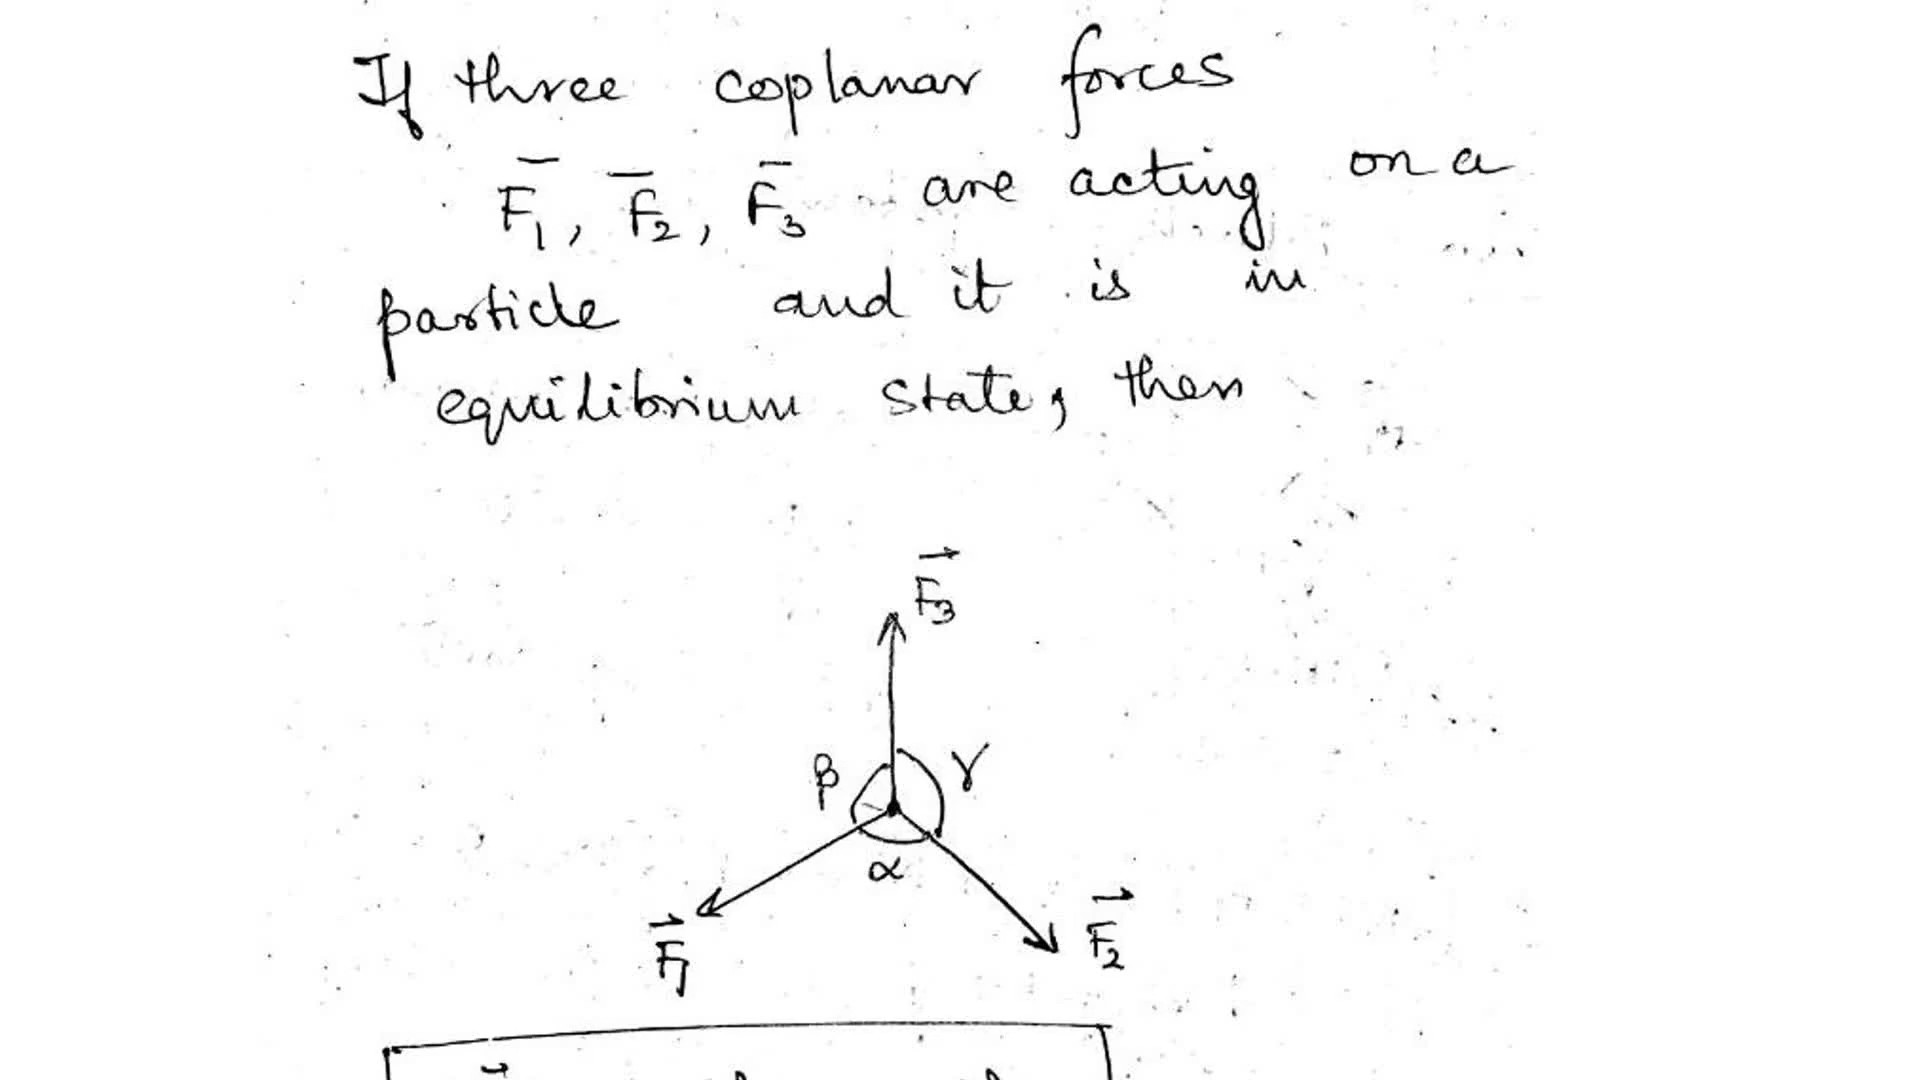 If three coplanar forces
F̄₁, F̄₂, F̄₃ are acting on a
particle and it is in
equilibrium state, then
F⃗₃
β γ
α
F⃗₁ F⃗₂